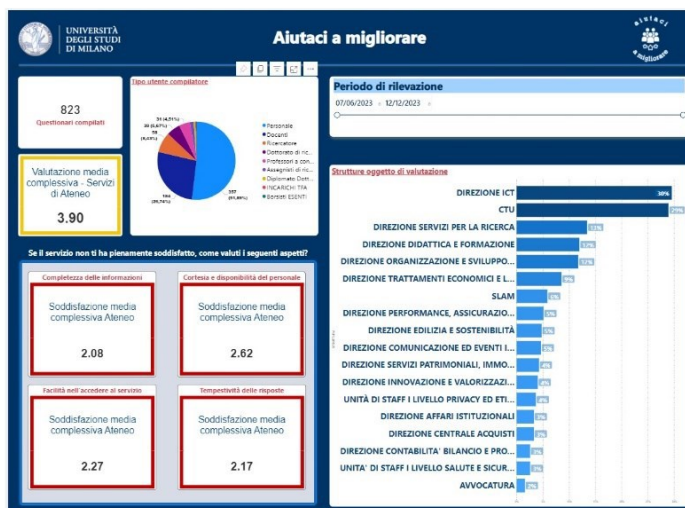 UNIVERSITÀ
DEGLI STUDI
DI MILANO
Aiutaci a migliorare
aiutaci
a migliorare
823
Questionari compilati
Valutazione media
complessiva - Servizi
di Ateneo
3.90
Tipo utente compilatore
Personale
Docenti
Ricercatore
Dottorato di ric...
Professori a con...
Assegnisti di ric...
Diplomato Dott...
INCARICHI TFA
Borsisti ESENTI
Periodo di rilevazione
07/06/2023
12/12/2023
Strutture oggetto di valutazione
DIREZIONE ICT
30%
CTU
29%
DIREZIONE SERVIZI PER LA RICERCA
DIREZIONE DIDATTICA E FORMAZIONE
DIREZIONE ORGANIZZAZIONE E SVILUPPO...
DIREZIONE TRATTAMENTI ECONOMICI E L...
SLAM
DIREZIONE PERFORMANCE, ASSICURAZIO...
DIREZIONE EDILIZIA E SOSTENIBILITÀ
DIREZIONE COMUNICAZIONE ED EVENTI I...
DIREZIONE SERVIZI PATRIMONIALI, IMMO...
DIREZIONE INNOVAZIONE E VALORIZZAZI...
UNITÀ DI STAFF I LIVELLO PRIVACY ED ETI...
DIREZIONE AFFARI ISTITUZIONALI
DIREZIONE CENTRALE ACQUISTI
DIREZIONE CONTABILITA' BILANCIO E PRO...
UNITA' DI STAFF I LIVELLO SALUTE E SICUR...
AVVOCATURA
Se il servizio non ti ha pienamente soddisfatto, come valuti i seguenti aspetti?
Completezza delle informazioni
Soddisfazione media
complessiva Ateneo
2.08
Cortesia e disponibilità del personale
Soddisfazione media
complessiva Ateneo
2.62
Facilità nell'accedere al servizio
Soddisfazione media
complessiva Ateneo
2.27
Tempestività delle risposte
Soddisfazione media
complessiva Ateneo
2.17